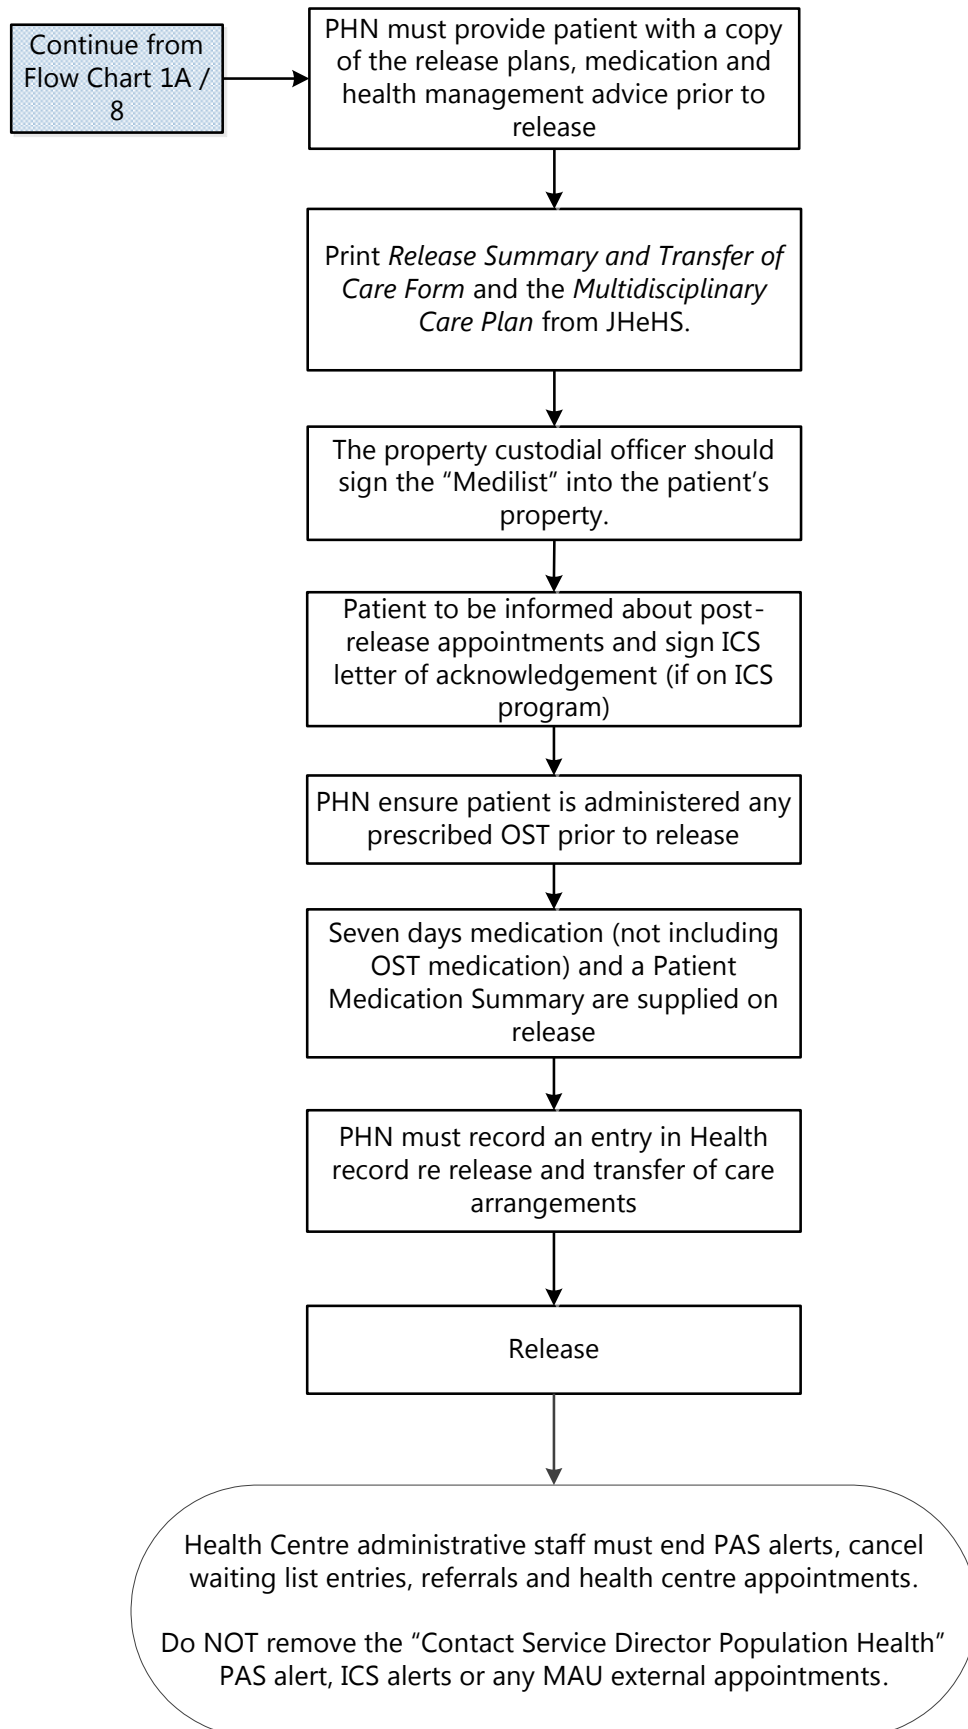 Continue from
Flow Chart 1A /
8
PHN must provide patient with a copy
of the release plans, medication and
health management advice prior to
release
Print Release Summary and Transfer of
Care Form and the Multidisciplinary
Care Plan from JHeHS.
The property custodial officer should
sign the “Medilist” into the patient’s
property.
Patient to be informed about post-
release appointments and sign ICS
letter of acknowledgement (if on ICS
program)
PHN ensure patient is administered any
prescribed OST prior to release
Seven days medication (not including
OST medication) and a Patient
Medication Summary are supplied on
release
PHN must record an entry in Health
record re release and transfer of care
arrangements
Release
Health Centre administrative staff must end PAS alerts, cancel
waiting list entries, referrals and health centre appointments.
Do NOT remove the “Contact Service Director Population Health”
PAS alert, ICS alerts or any MAU external appointments.